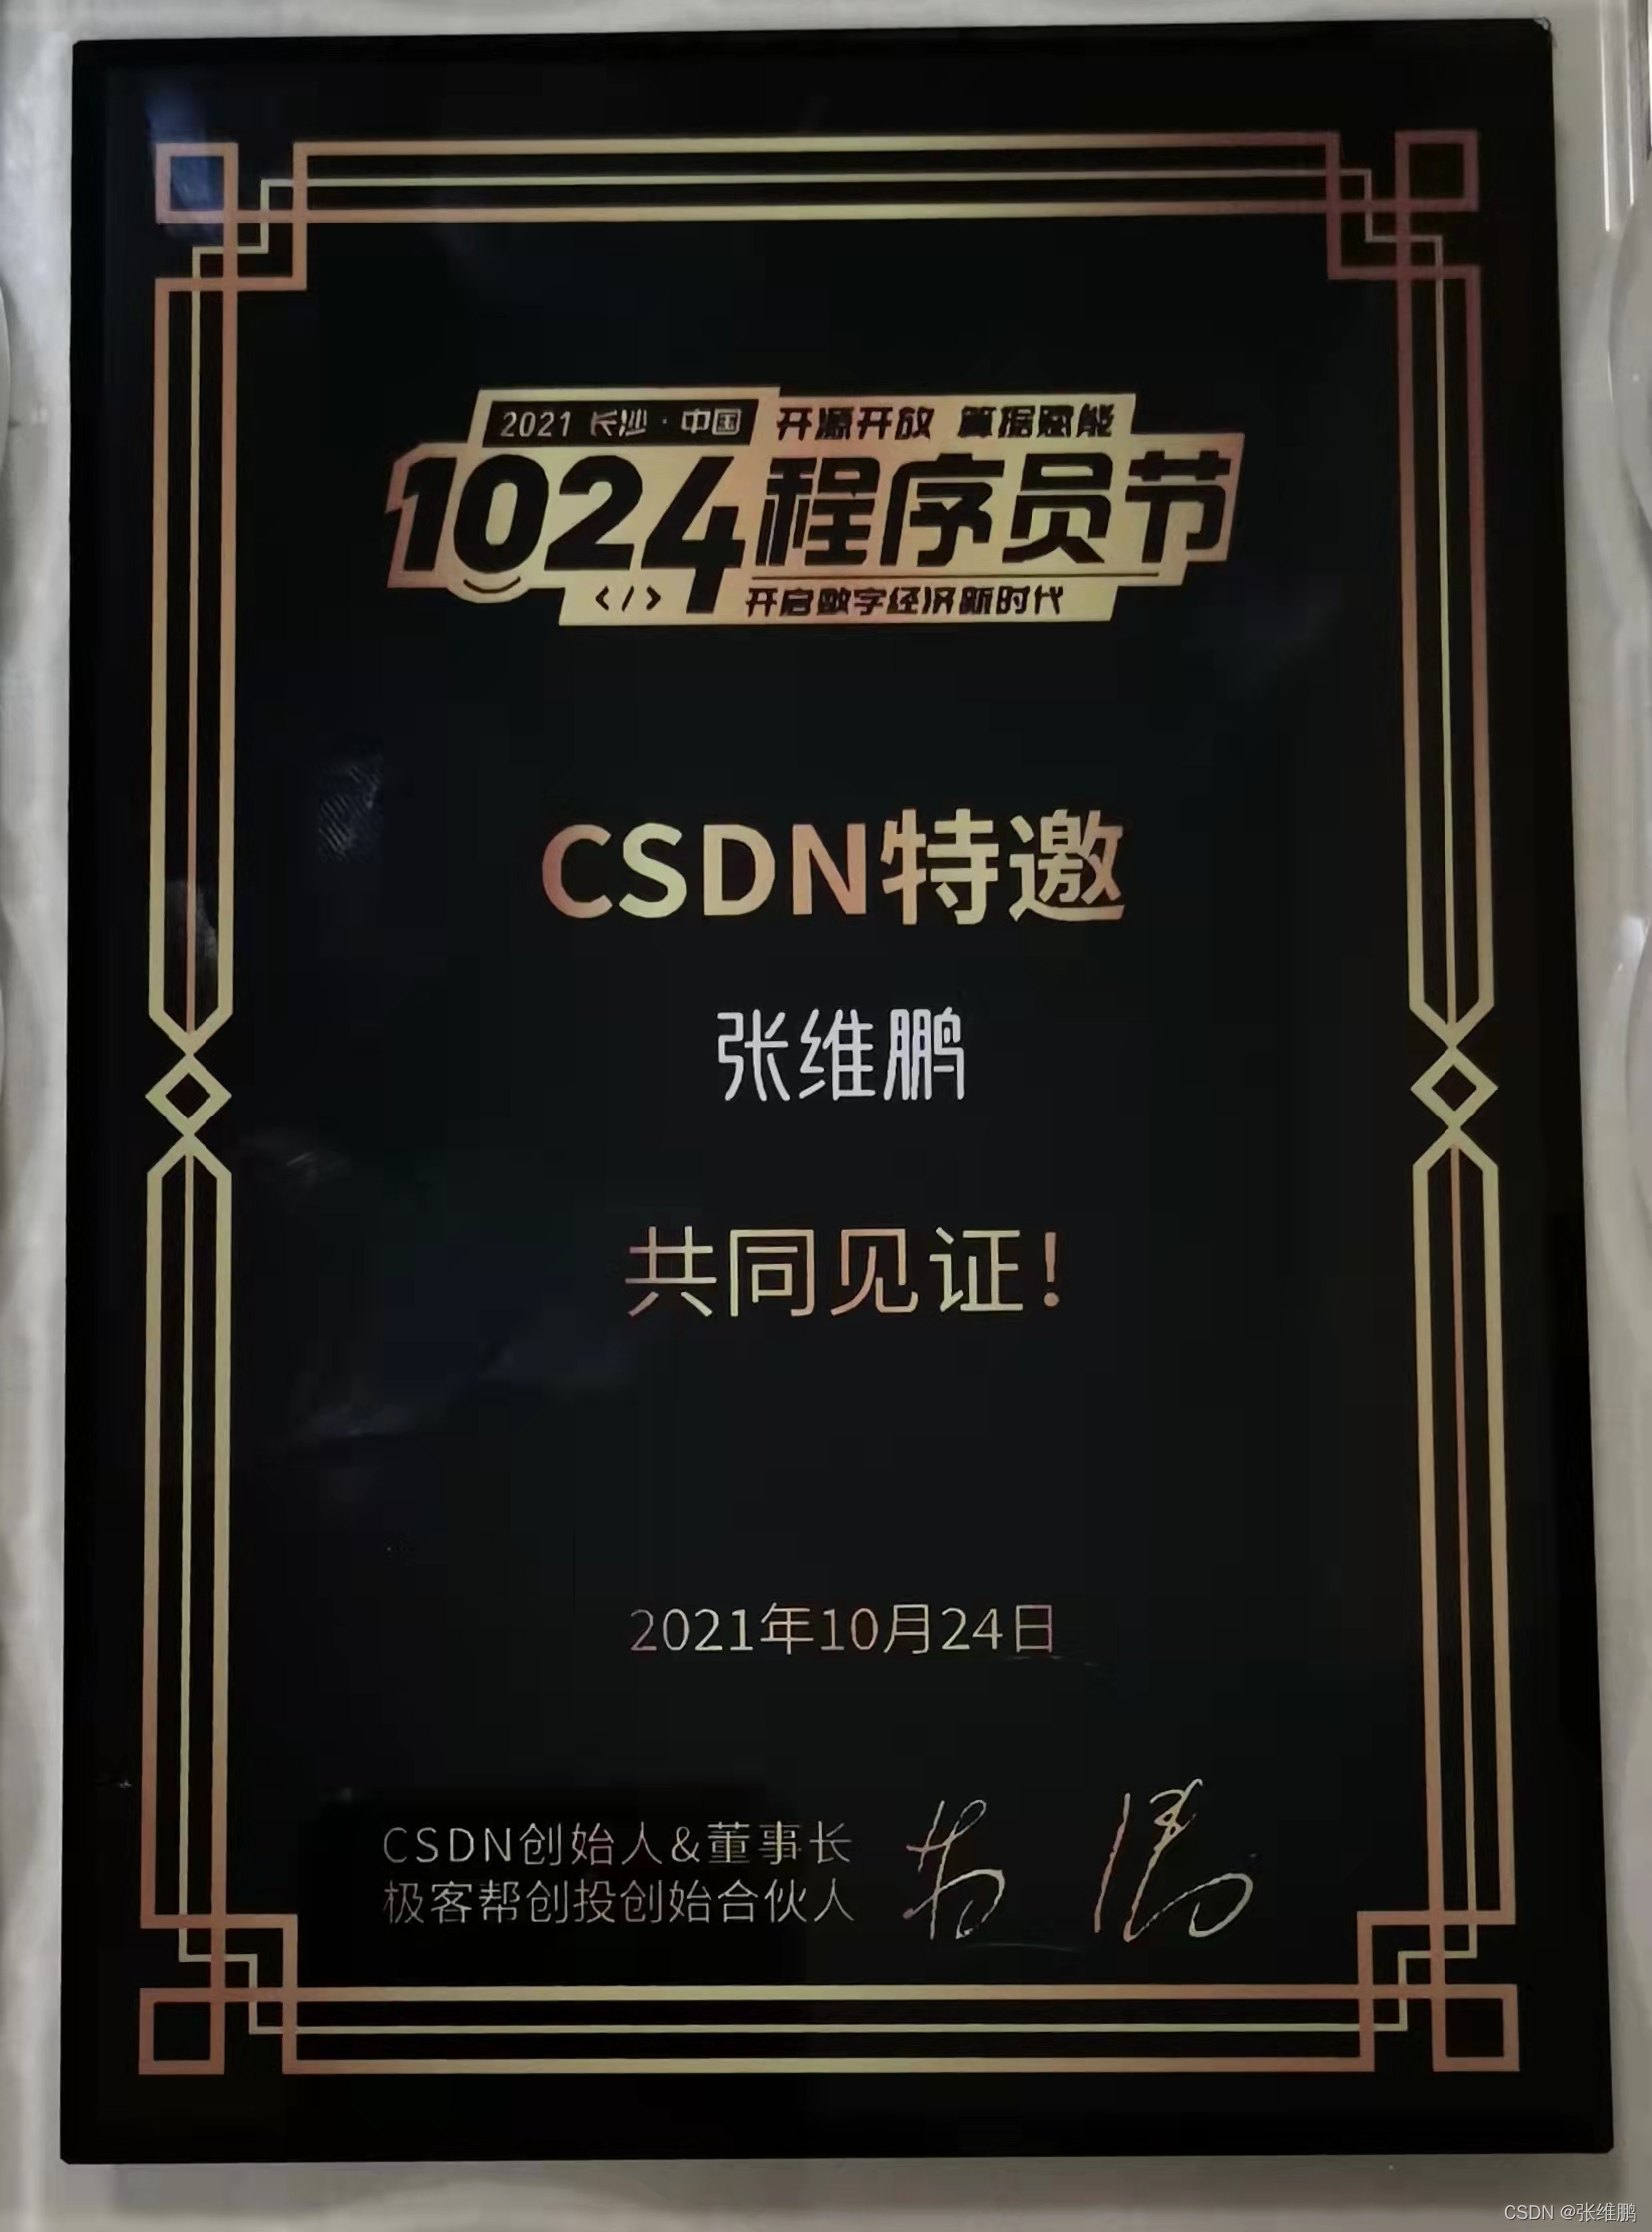 2021 长沙·中国 开源开放 算据赋能
1024程序员节
</> 开启数字经济新时代
CSDN特邀
张维鹏
共同见证！
2021年10月24日
CSDN创始人&董事长
极客帮创投创始合伙人
CSDN @张维鹏